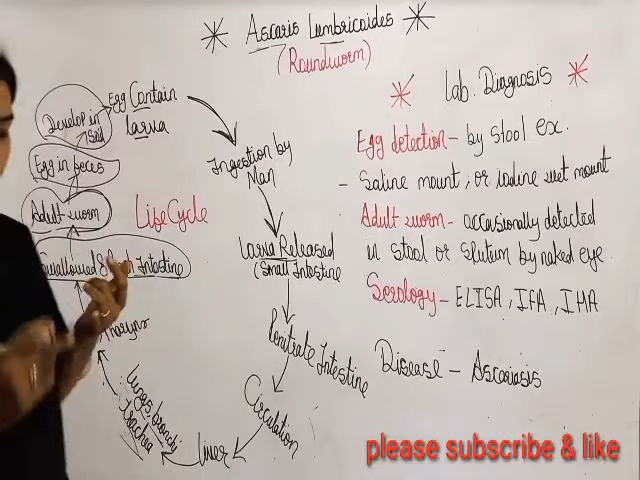 Ascaris Lumbricoides
(Roundworm)
Egg Contain
larva
Ingestion by
Man
Larva Released
(Small Intestine
Penitrate Intestine
Circulation
Liver
Lungs, bronchi
trachea
Swallowed & Intestine
Adult worm
Egg in feces
Develop in
Soil
Life Cycle
Lab. Diagnosis
Egg detection - by Stool ex.
- Saline mount, or iodine wet mount
Adult worm - accasionally detected
in stool or sputum by naked eye.
Serology - ELISA, IFA, IHA
Disease - Ascariasis
please subscribe & like